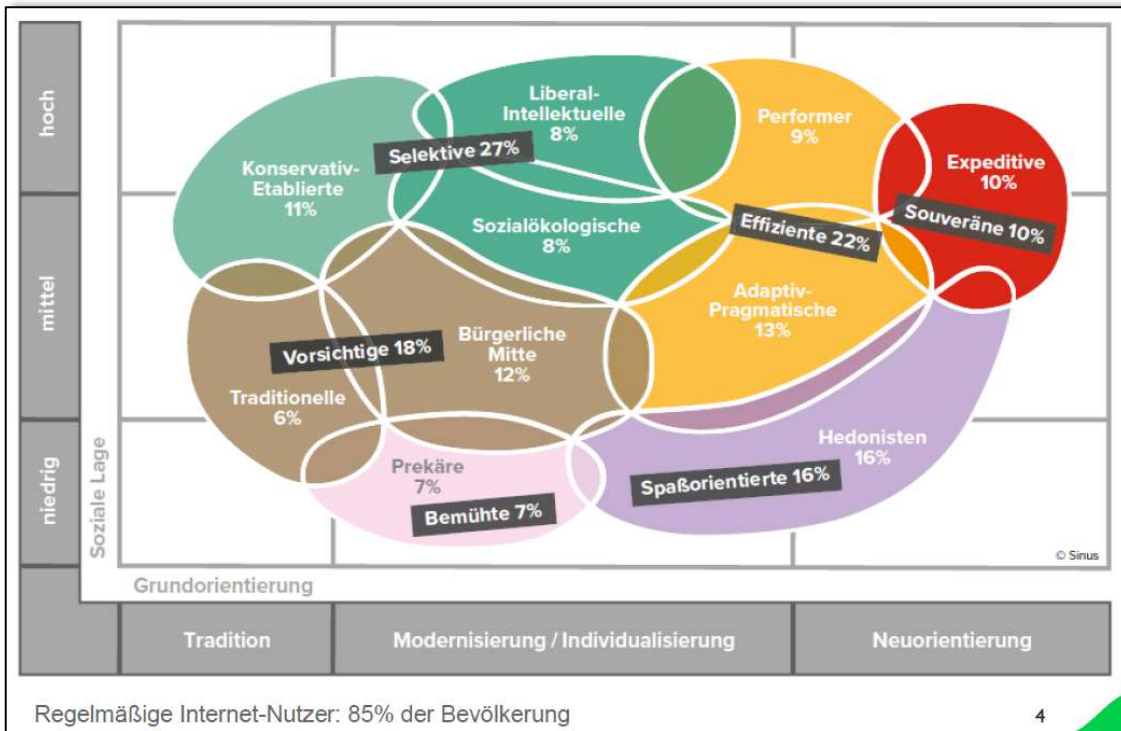 hoch
mittel
niedrig
Soziale Lage
Liberal-
Intellektuelle
8%
Performer
9%
Selektive 27%
Konservativ-
Etablierte
11%
Expeditive
10%
Souveräne 10%
Sozialökologische
8%
Effiziente 22%
Adaptiv-
Pragmatische
13%
Vorsichtige 18%
Bürgerliche
Mitte
12%
Traditionelle
6%
Hedonisten
16%
Prekäre
7%
Spaßorientierte 16%
Bemühte 7%
© Sinus
Grundorientierung
Tradition
Modernisierung / Individualisierung
Neuorientierung
Regelmäßige Internet-Nutzer: 85% der Bevölkerung
4